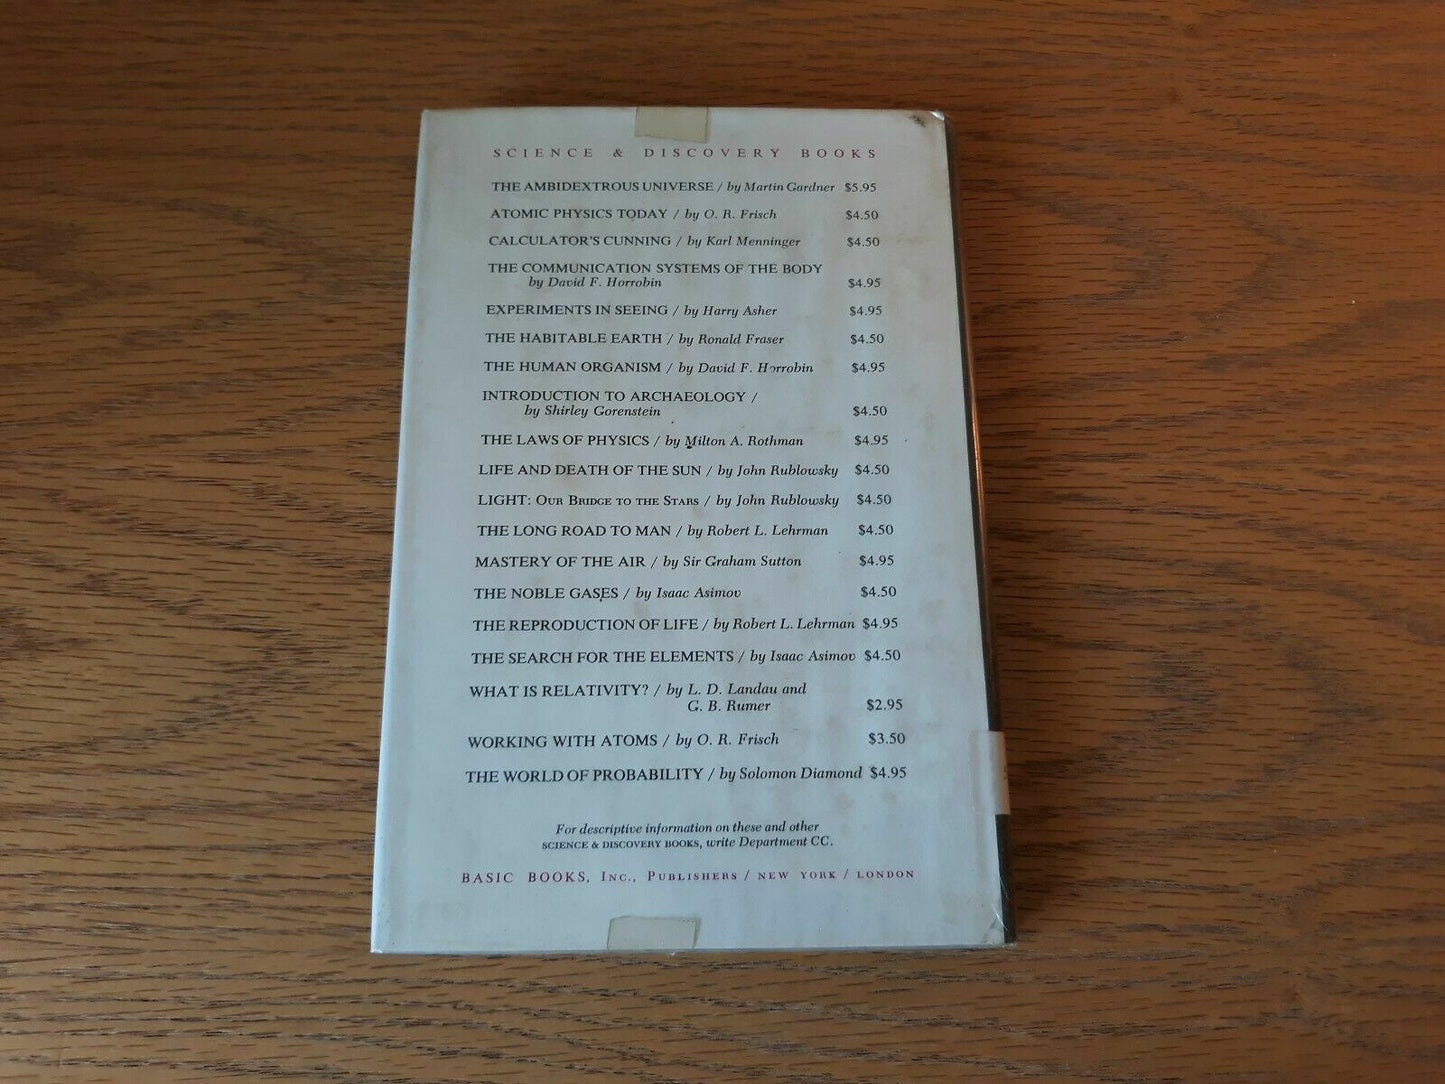 SCIENCE & DISCOVERY BOOKS
THE AMBIDEXTROUS UNIVERSE / by Martin Gardner $5.95
ATOMIC PHYSICS TODAY / by O. R. Frisch $4.50
CALCULATOR'S CUNNING / by Karl Menninger $4.50
THE COMMUNICATION SYSTEMS OF THE BODY
by David F. Horrobin $4.95
EXPERIMENTS IN SEEING / by Harry Asher $4.95
THE HABITABLE EARTH / by Ronald Fraser $4.50
THE HUMAN ORGANISM / by David F. Horrobin $4.95
INTRODUCTION TO ARCHAEOLOGY /
by Shirley Gorenstein $4.50
THE LAWS OF PHYSICS / by Milton A. Rothman $4.95
LIFE AND DEATH OF THE SUN / by John Rublowsky $4.50
LIGHT: OUR BRIDGE TO THE STARS / by John Rublowsky $4.50
THE LONG ROAD TO MAN / by Robert L. Lehrman $4.50
MASTERY OF THE AIR / by Sir Graham Sutton $4.95
THE NOBLE GASES / by Isaac Asimov $4.50
THE REPRODUCTION OF LIFE / by Robert L. Lehrman $4.95
THE SEARCH FOR THE ELEMENTS / by Isaac Asimov $4.50
WHAT IS RELATIVITY? / by L. D. Landau and
G. B. Rumer $2.95
WORKING WITH ATOMS / by O. R. Frisch $3.50
THE WORLD OF PROBABILITY / by Solomon Diamond $4.95
For descriptive information on these and other
SCIENCE & DISCOVERY BOOKS, write Department CC.
BASIC BOOKS, INC., PUBLISHERS / NEW YORK / LONDON